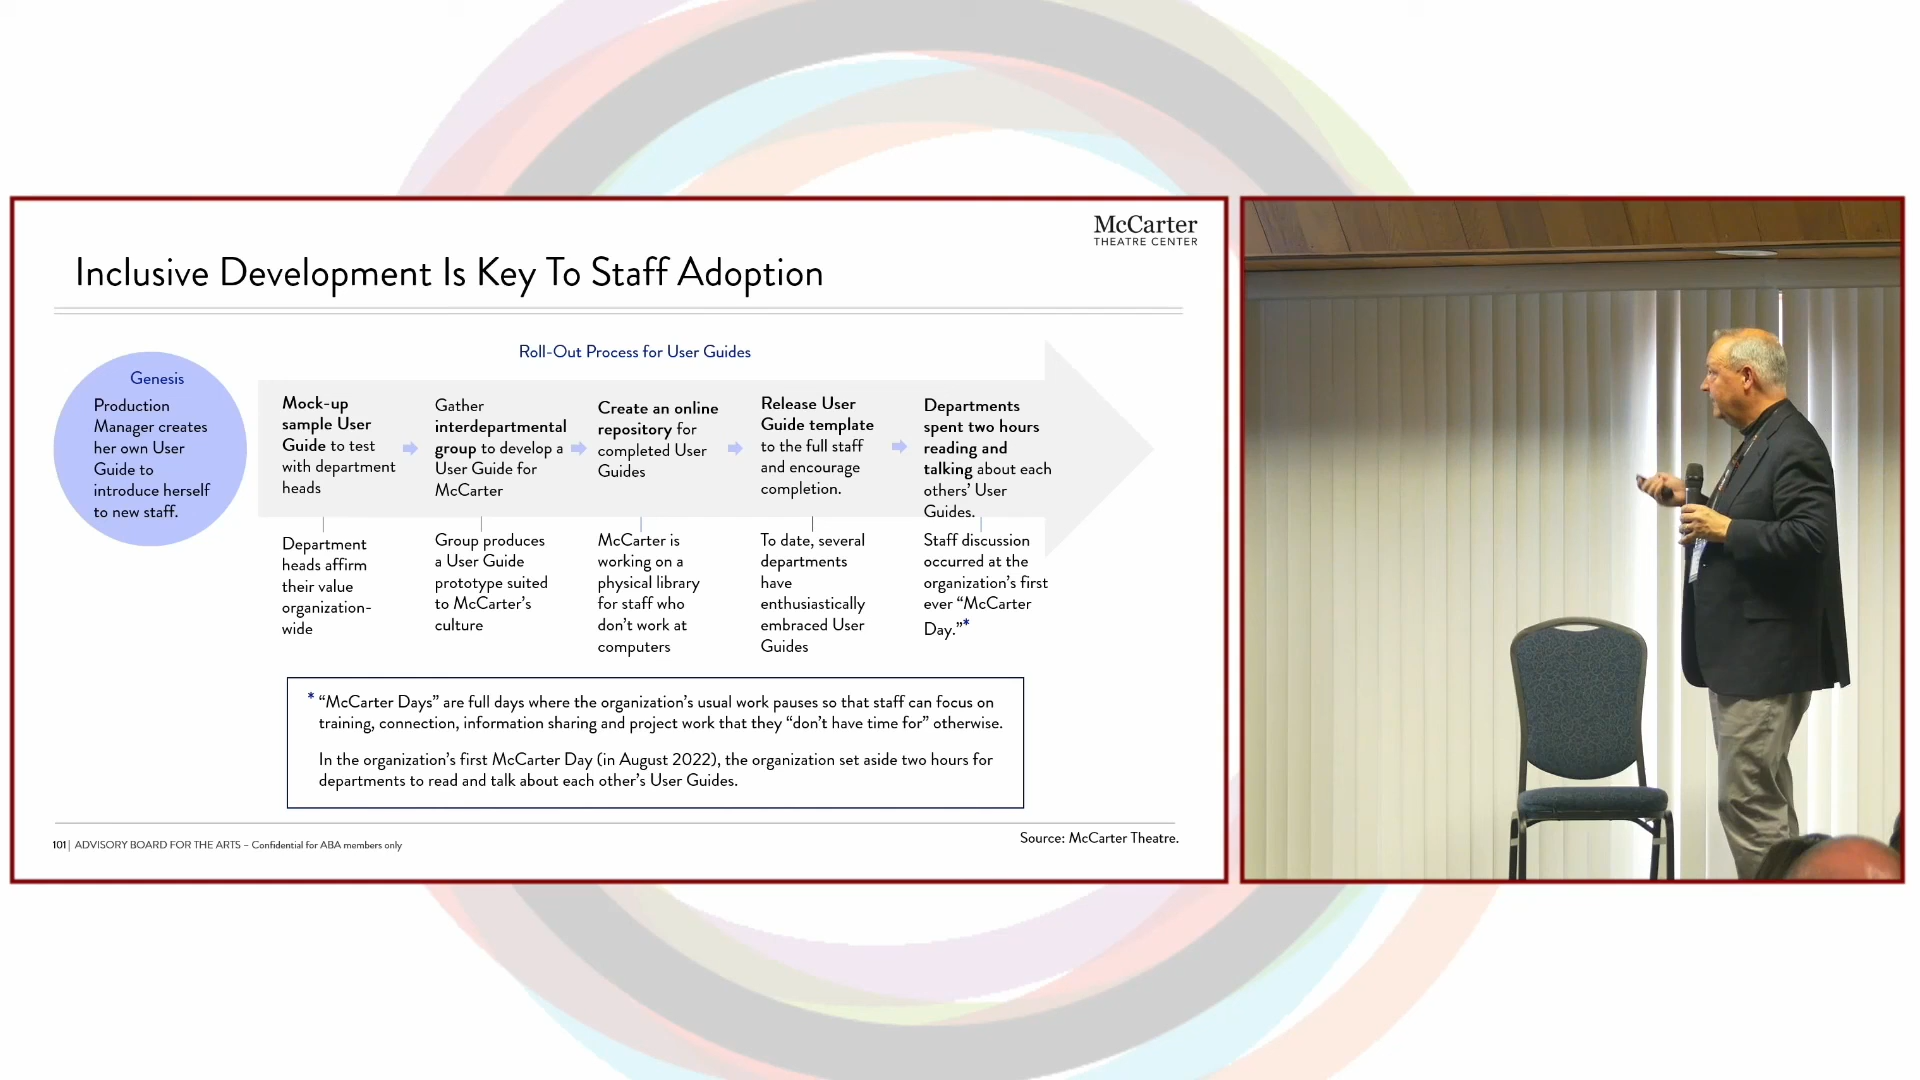 McCarter
THEATRE CENTER
Inclusive Development Is Key To Staff Adoption
Roll-Out Process for User Guides
Genesis
Production
Manager creates
her own User
Guide to
introduce herself
to new staff.
Mock-up
sample User
Guide to test
with department
heads
Gather
interdepartmental
group to develop a
User Guide for
McCarter
Create an online
repository for
completed User
Guides
Release User
Guide template
to the full staff
and encourage
completion.
Departments
spent two hours
reading and
talking about each
others’ User
Guides.
Department
heads affirm
their value
organization-
wide
Group produces
a User Guide
prototype suited
to McCarter’s
culture
McCarter is
working on a
physical library
for staff who
don’t work at
computers
To date, several
departments
have
enthusiastically
embraced User
Guides
Staff discussion
occurred at the
organization’s first
ever “McCarter
Day.”*
* “McCarter Days” are full days where the organization’s usual work pauses so that staff can focus on
training, connection, information sharing and project work that they “don’t have time for” otherwise.
In the organization’s first McCarter Day (in August 2022), the organization set aside two hours for
departments to read and talk about each other’s User Guides.
Source: McCarter Theatre.
101| ADVISORY BOARD FOR THE ARTS – Confidential for ABA members only